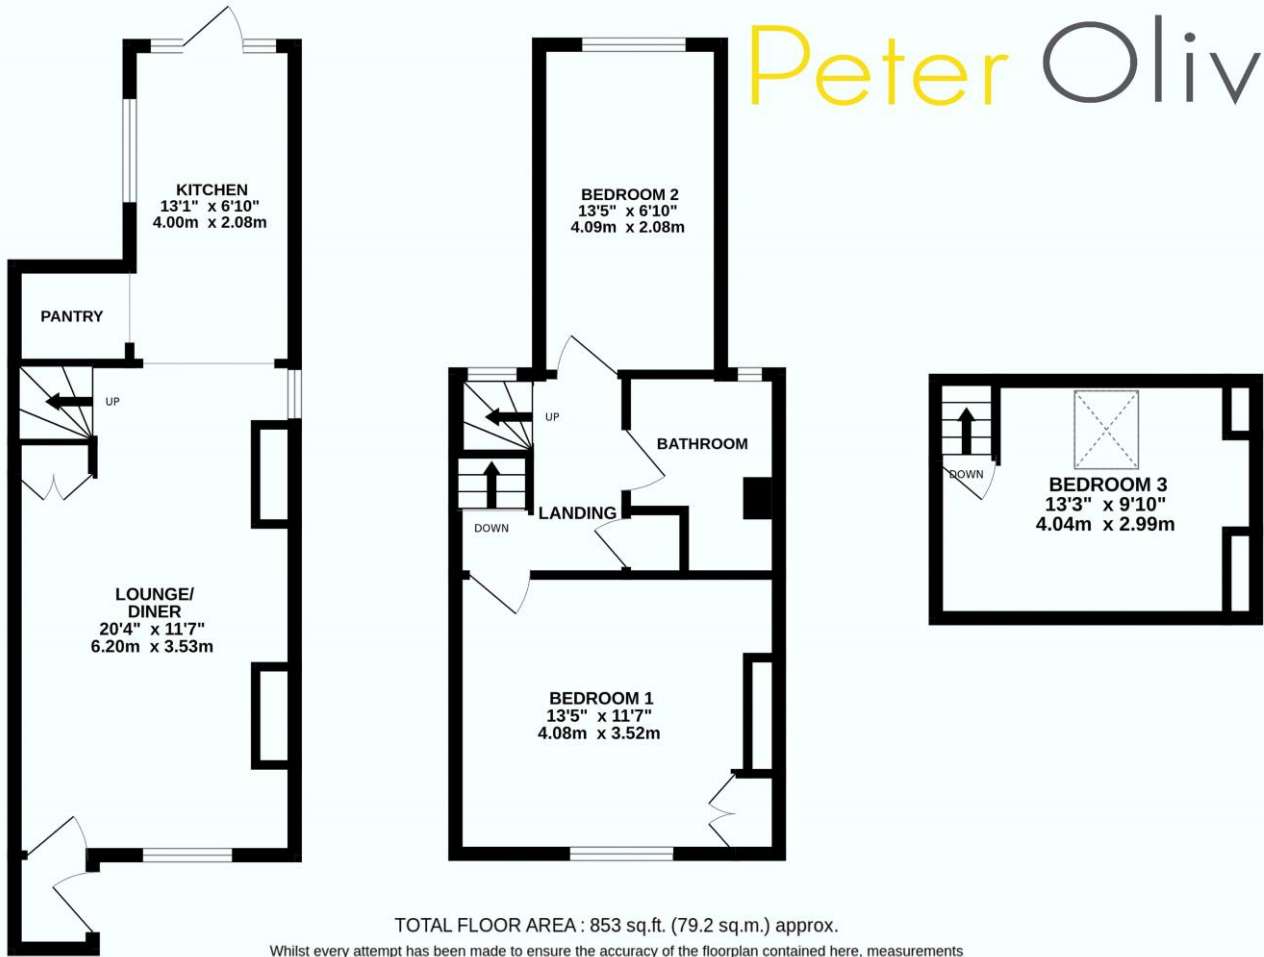 Peter Oliv
KITCHEN
13'1" x 6'10"
4.00m x 2.08m
PANTRY
UP
LOUNGE/
DINER
20'4" x 11'7"
6.20m x 3.53m
BEDROOM 2
13'5" x 6'10"
4.09m x 2.08m
UP
BATHROOM
LANDING
DOWN
BEDROOM 1
13'5" x 11'7"
4.08m x 3.52m
DOWN
BEDROOM 3
13'3" x 9'10"
4.04m x 2.99m
TOTAL FLOOR AREA : 853 sq.ft. (79.2 sq.m.) approx.
Whilst every attempt has been made to ensure the accuracy of the floorplan contained here, measurements